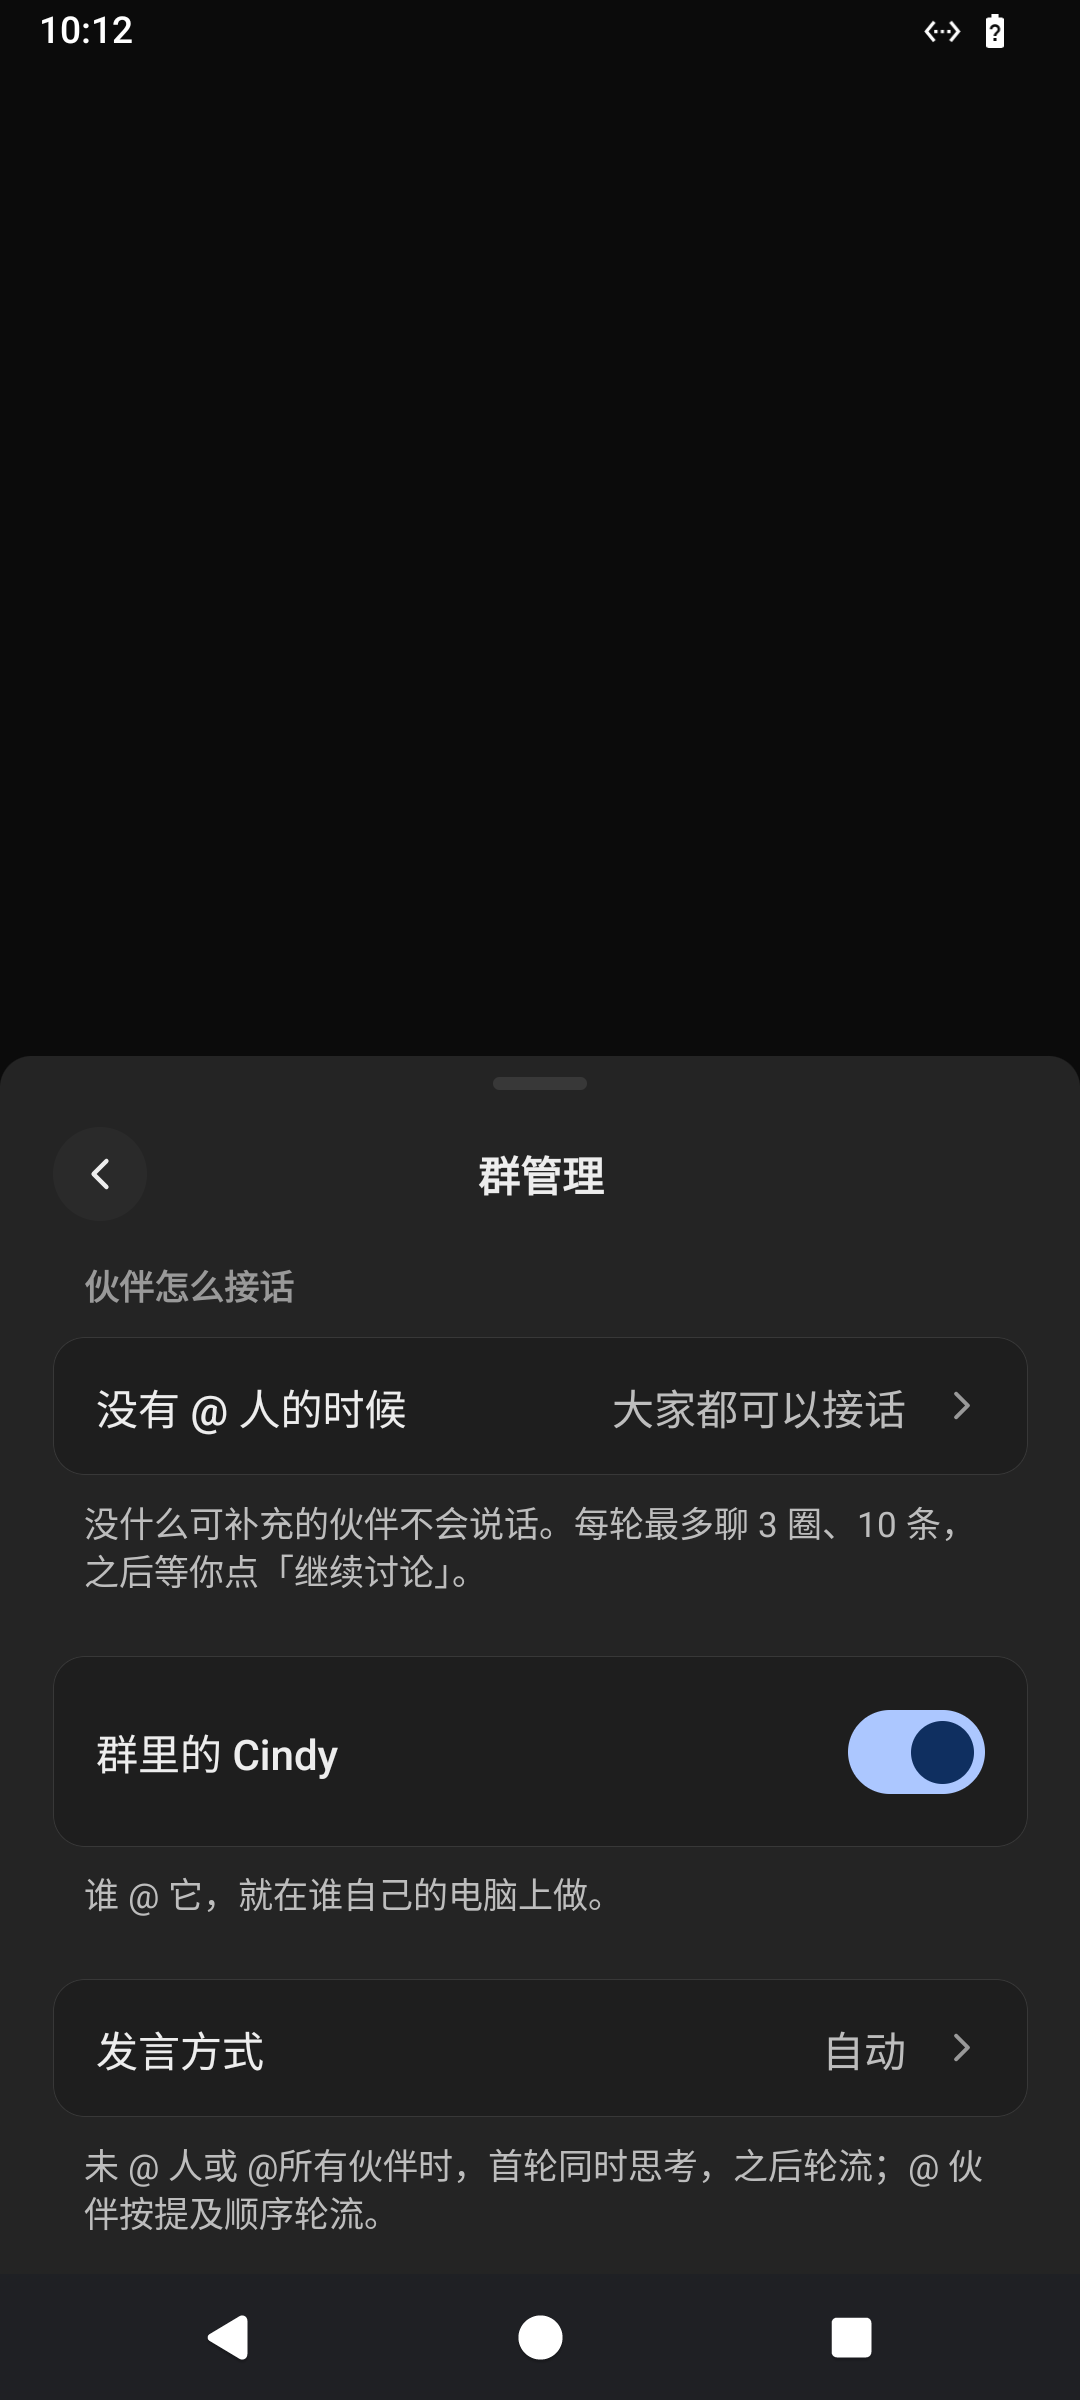 10:12
群管理
伙伴怎么接话
没有 @ 人的时候
大家都可以接话
没什么可补充的伙伴不会说话。每轮最多聊 3 圈、10 条，
之后等你点「继续讨论」。
群里的 Cindy
谁 @ 它，就在谁自己的电脑上做。
发言方式
自动
未 @ 人或 @所有伙伴时，首轮同时思考，之后轮流；@ 伙
伴按提及顺序轮流。